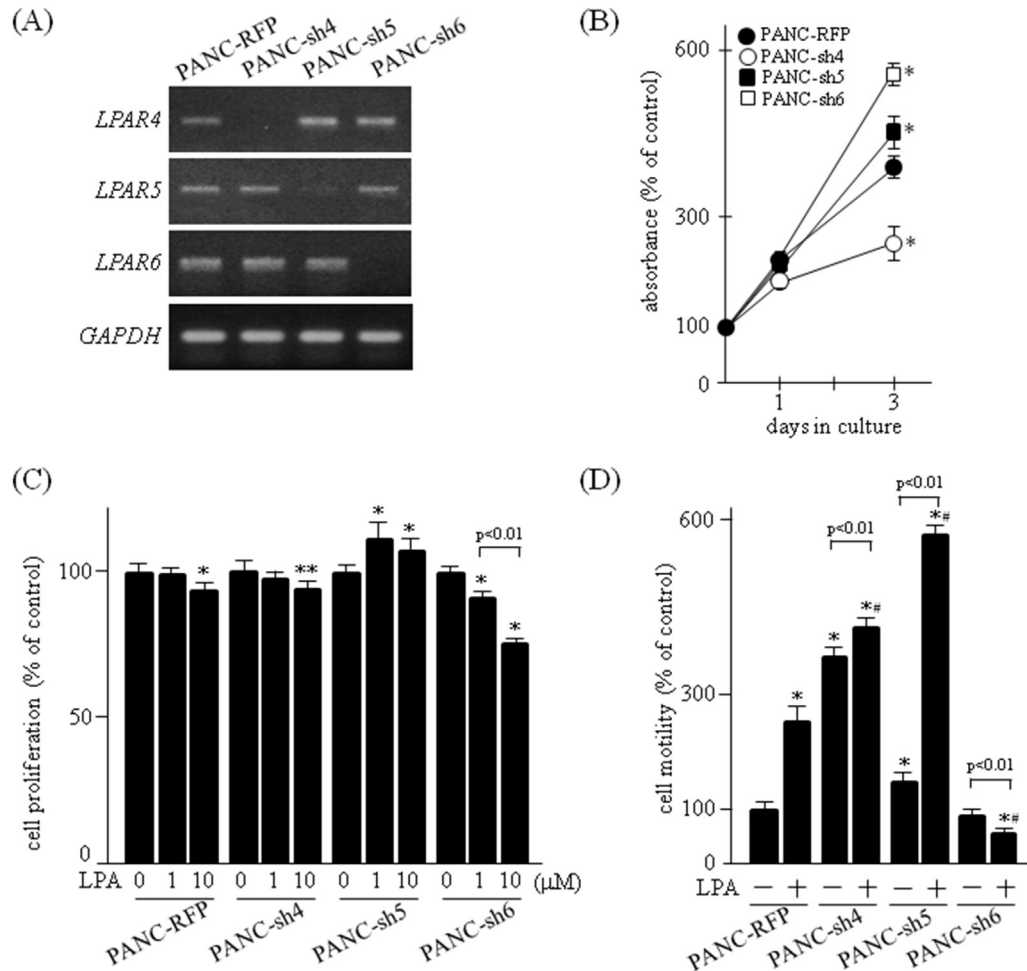 (A)
PANC-RFP
PANC-sh4
PANC-sh5
PANC-sh6
LPAR4
LPAR5
LPAR6
GAPDH
(B)
PANC-RFP
PANC-sh4
PANC-sh5
PANC-sh6
absorbance (% of control)
600
300
100
0
*
*
*
1 3
days in culture
(C)
cell proliferation (% of control)
100
50
0
*
**
*
*
*
*
p<0.01
LPA 0 1 10 0 1 10 0 1 10 0 1 10 (μM)
PANC-RFP
PANC-sh4
PANC-sh5
PANC-sh6
(D)
cell motility (% of control)
600
300
100
0
*
*
*#
p<0.01
*
*#
p<0.01
*#
p<0.01
LPA − + − + − + − +
PANC-RFP
PANC-sh4
PANC-sh5
PANC-sh6